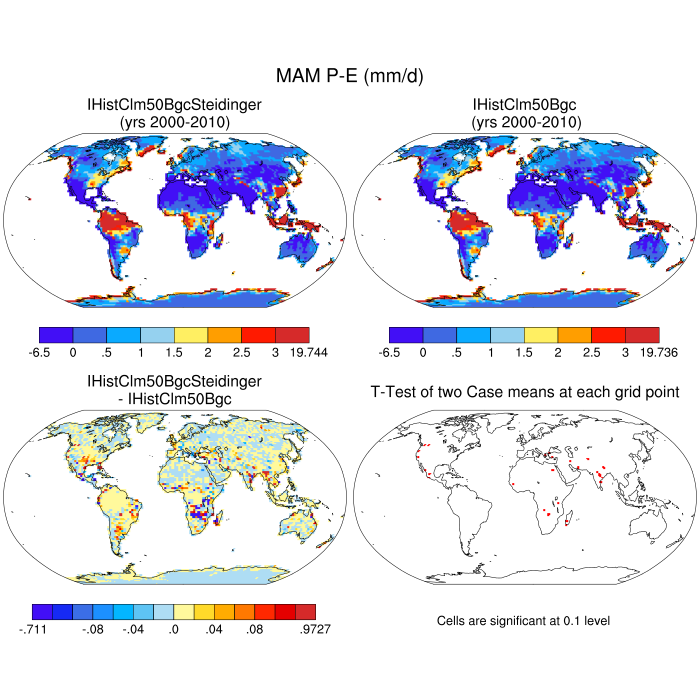 MAM P-E (mm/d)
IHistClm50BgcSteidinger
(yrs 2000-2010)
IHistClm50Bgc
(yrs 2000-2010)
-6.5 0 .5 1 1.5 2 2.5 3 19.744
-6.5 0 .5 1 1.5 2 2.5 3 19.736
IHistClm50BgcSteidinger
- IHistClm50Bgc
T-Test of two Case means at each grid point
-.711 -.08 -.04 .0 .04 .08 .9727
Cells are significant at 0.1 level